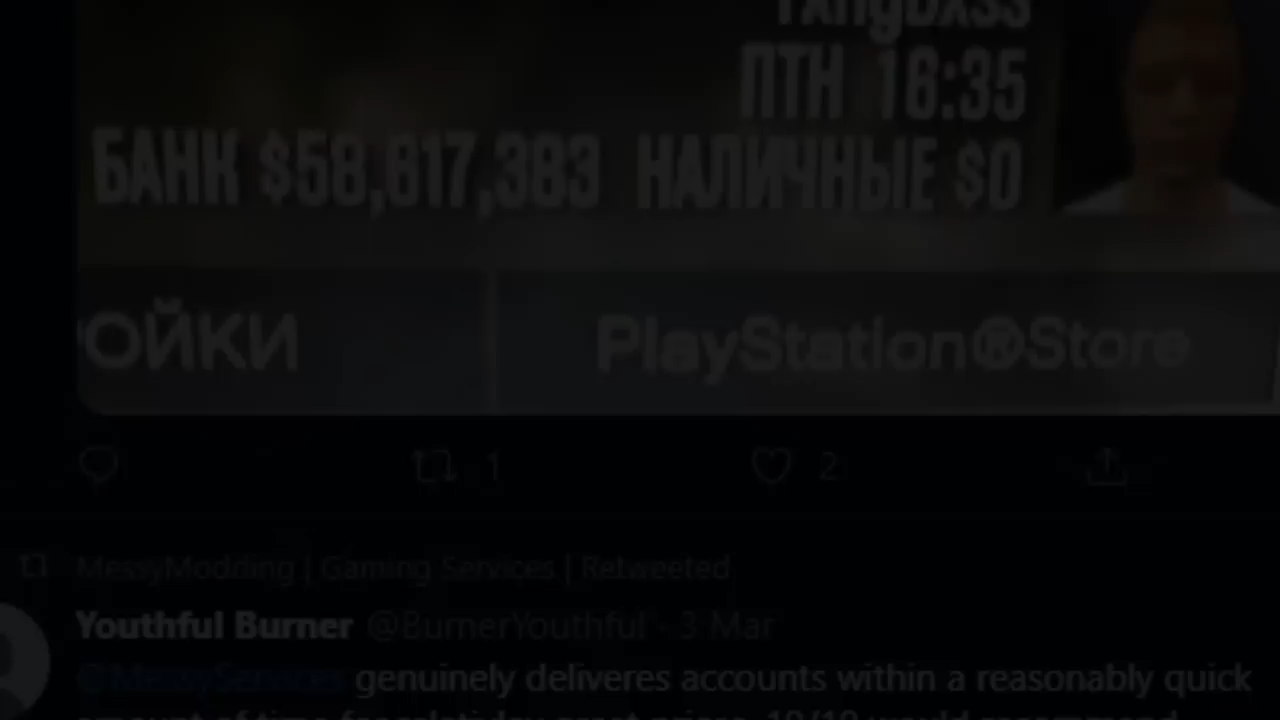 ПТН 16:35
БАНК $58,617,383 НАЛИЧНЫЕ $0
ОЙКИ
PlayStation®Store
1
2
MessyModding | Gaming Services | Retweeted
Youthful Burner @BurnerYouthful · 3 Mar
@MessyServices genuinely deliveres accounts within a reasonably quick